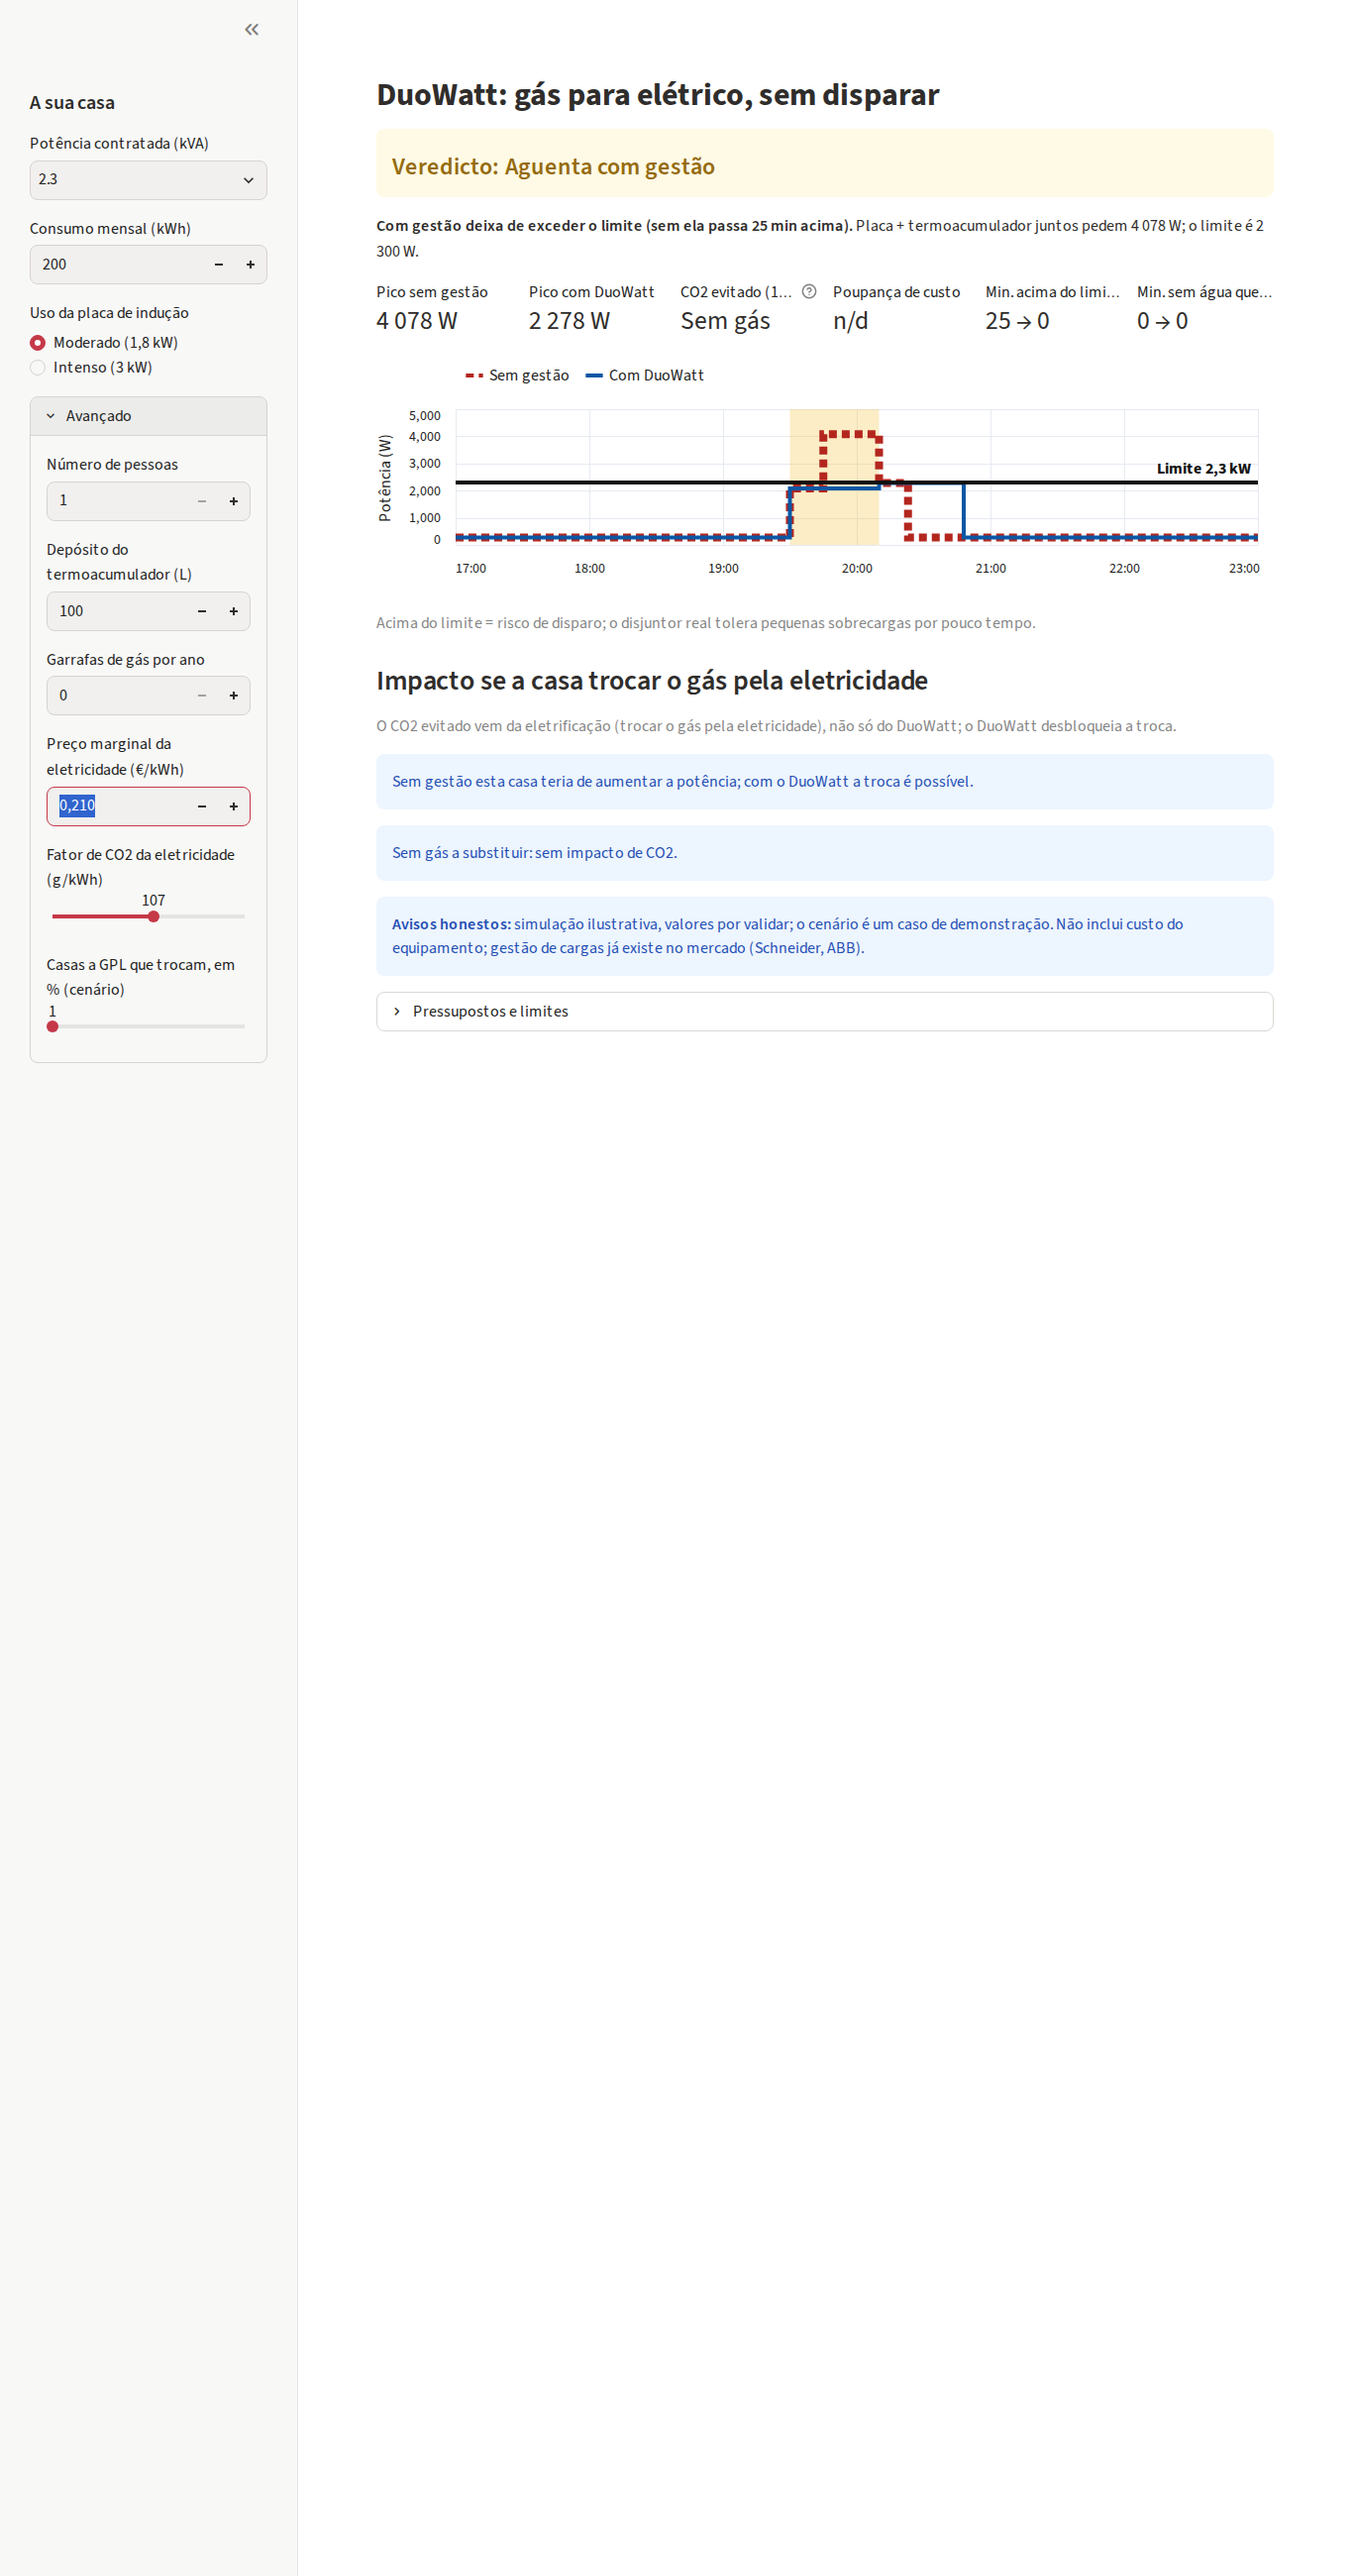 A sua casa
Potência contratada (kVA)
2.3
Consumo mensal (kWh)
200
Uso da placa de indução
Moderado (1,8 kW)
Intenso (3 kW)
Avançado
Número de pessoas
1
Depósito do
termoacumulador (L)
100
Garrafas de gás por ano
0
Preço marginal da
eletricidade (€/kWh)
0,210
Fator de CO2 da eletricidade
(g/kWh)
107
Casas a GPL que trocam, em
% (cenário)
1
DuoWatt: gás para elétrico, sem disparar
Veredicto: Aguenta com gestão
Com gestão deixa de exceder o limite (sem ela passa 25 min acima). Placa + termoacumulador juntos pedem 4 078 W; o limite é 2
300 W.
Pico sem gestão
4 078 W
Pico com DuoWatt
2 278 W
CO2 evitado (1...
Sem gás
Poupança de custo
n/d
Min. acima do limi...
25 → 0
Min. sem água que...
0 → 0
Sem gestão
Com DuoWatt
Potência (W)
5,000
4,000
3,000
2,000
1,000
0
Limite 2,3 kW
17:00 18:00 19:00 20:00 21:00 22:00 23:00
Acima do limite = risco de disparo; o disjuntor real tolera pequenas sobrecargas por pouco tempo.
Impacto se a casa trocar o gás pela eletricidade
O CO2 evitado vem da eletrificação (trocar o gás pela eletricidade), não só do DuoWatt; o DuoWatt desbloqueia a troca.
Sem gestão esta casa teria de aumentar a potência; com o DuoWatt a troca é possível.
Sem gás a substituir: sem impacto de CO2.
Avisos honestos: simulação ilustrativa, valores por validar; o cenário é um caso de demonstração. Não inclui custo do
equipamento; gestão de cargas já existe no mercado (Schneider, ABB).
Pressupostos e limites